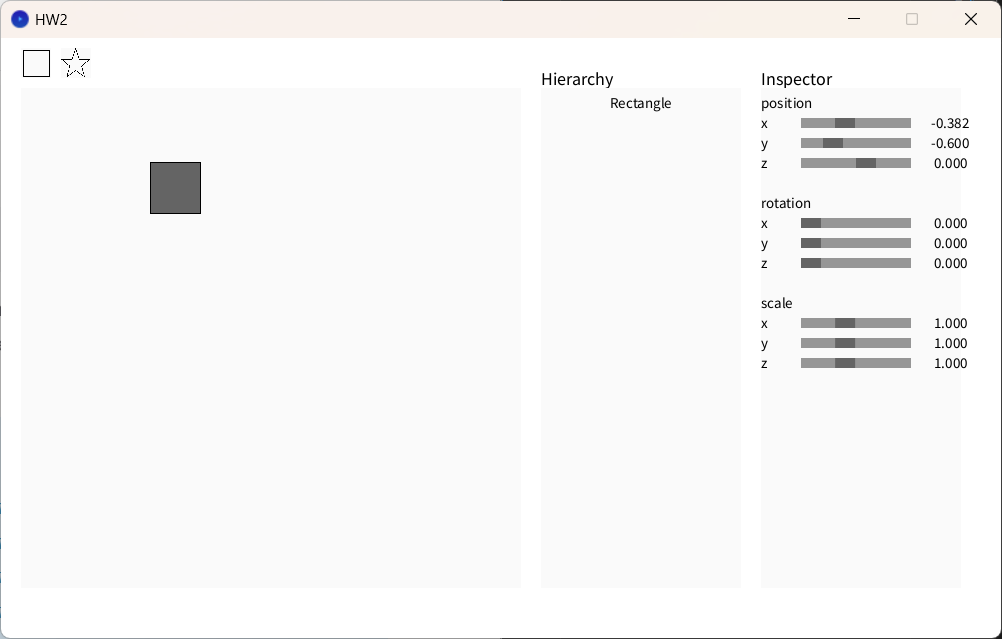 HW2
Hierarchy
Rectangle
Inspector
position
x -0.382
y -0.600
z 0.000
rotation
x 0.000
y 0.000
z 0.000
scale
x 1.000
y 1.000
z 1.000